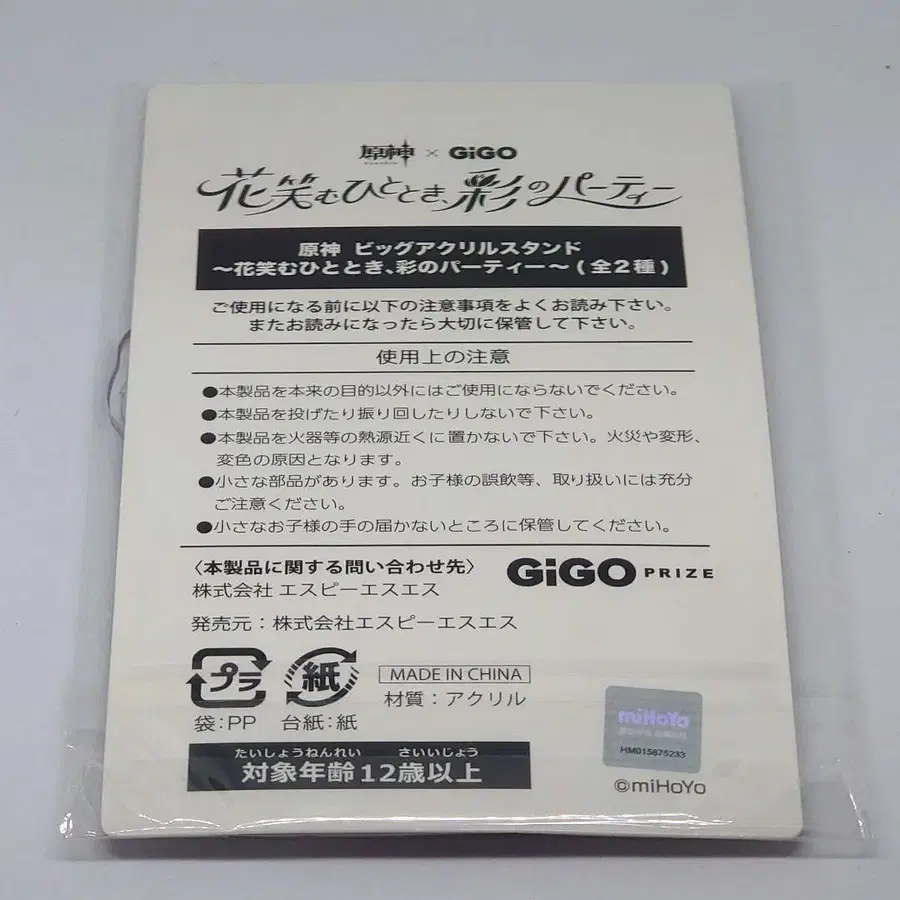 原神 × GiGO
花笑むひととき、彩のパーティー
原神 ビッグアクリルスタンド
～花笑むひととき、彩のパーティー～(全2種)
ご使用になる前に以下の注意事項をよくお読み下さい。
またお読みになったら大切に保管して下さい。
使用上の注意
●本製品を本来の目的以外にはご使用にならないでください。
●本製品を投げたり振り回したりしないで下さい。
●本製品を火器等の熱源近くに置かないで下さい。火災や変形、
変色の原因となります。
●小さな部品があります。お子様の誤飲等、取り扱いには充分
ご注意ください。
●小さなお子様の手の届かないところに保管してください。
〈本製品に関する問い合わせ先〉
株式会社 エスピーエスエス
GiGO PRIZE
発売元：株式会社エスピーエスエス
プラ
紙
MADE IN CHINA
材質：アクリル
袋:PP
台紙:紙
miHoYo
HM015875233
たいしょうねんれい さいいじょう
対象年齢12歳以上
©miHoYo